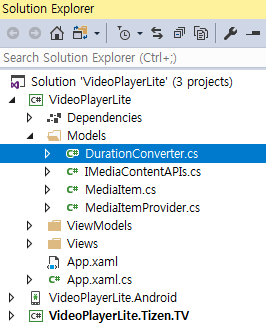 Solution Explorer
Search Solution Explorer (Ctrl+;)
Solution 'VideoPlayerLite' (3 projects)
C# VideoPlayerLite
Dependencies
Models
C# DurationConverter.cs
C# IMediaContentAPIs.cs
C# MediaItem.cs
C# MediaItemProvider.cs
ViewModels
Views
App.xaml
C# App.xaml.cs
VideoPlayerLite.Android
C# VideoPlayerLite.Tizen.TV